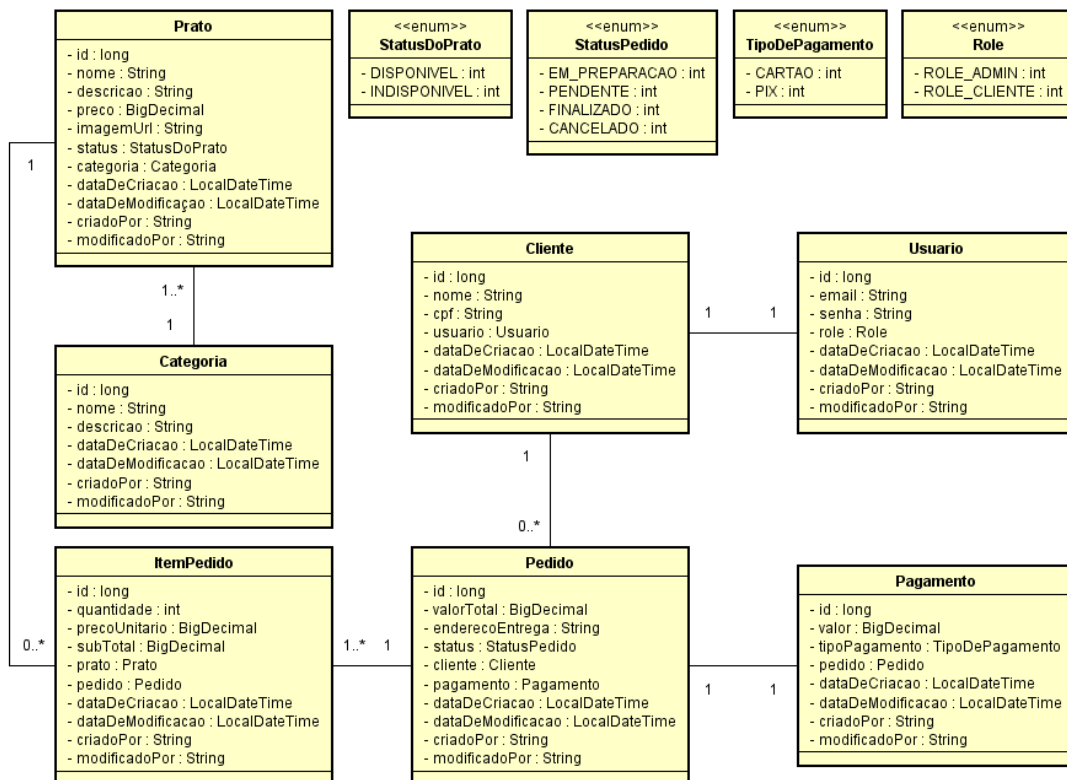 Prato
- id : long
- nome : String
- descricao : String
- preco : BigDecimal
- imagemUrl : String
- status : StatusDoPrato
- categoria : Categoria
- dataDeCriacao : LocalDateTime
- dataDeModificaçao : LocalDateTime
- criadoPor : String
- modificadoPor : String
<<enum>>
StatusDoPrato
- DISPONIVEL : int
- INDISPONIVEL : int
<<enum>>
StatusPedido
- EM_PREPARACAO : int
- PENDENTE : int
- FINALIZADO : int
- CANCELADO : int
<<enum>>
TipoDePagamento
- CARTAO : int
- PIX : int
<<enum>>
Role
- ROLE_ADMIN : int
- ROLE_CLIENTE : int
1
1..*
1
Cliente
- id : long
- nome : String
- cpf : String
- usuario : Usuario
- dataDeCriacao : LocalDateTime
- dataDeModificacao : LocalDateTime
- criadoPor : String
- modificadoPor : String
1
1
Usuario
- id : long
- email : String
- senha : String
- role : Role
- dataDeCriacao : LocalDateTime
- dataDeModificacao : LocalDateTime
- criadoPor : String
- modificadoPor : String
Categoria
- id : long
- nome : String
- descricao : String
- dataDeCriacao : LocalDateTime
- dataDeModificacao : LocalDateTime
- criadoPor : String
- modificadoPor : String
1
0..*
ItemPedido
- id : long
- quantidade : int
- precoUnitario : BigDecimal
- subTotal : BigDecimal
- prato : Prato
- pedido : Pedido
- dataDeCriacao : LocalDateTime
- dataDeModificacao : LocalDateTime
- criadoPor : String
- modificadoPor : String
0..*
1..*
1
Pedido
- id : long
- valorTotal : BigDecimal
- enderecoEntrega : String
- status : StatusPedido
- cliente : Cliente
- pagamento : Pagamento
- dataDeCriacao : LocalDateTime
- dataDeModificacao : LocalDateTime
- criadoPor : String
- modificadoPor : String
1
1
Pagamento
- id : long
- valor : BigDecimal
- tipoPagamento : TipoDePagamento
- pedido : Pedido
- dataDeCriacao : LocalDateTime
- dataDeModificacao : LocalDateTime
- criadoPor : String
- modificadoPor : String